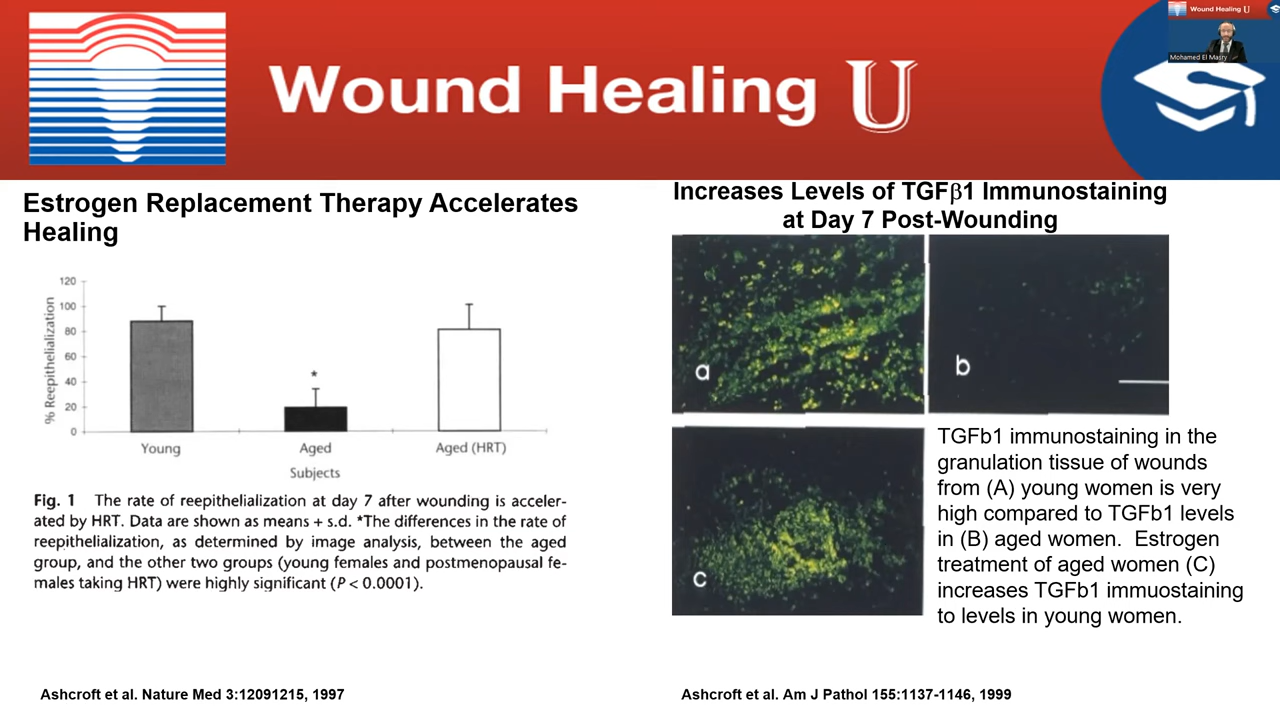 Wound Healing U
Wound Healing U
Mohamed El Masry
Estrogen Replacement Therapy Accelerates
Healing
% Reepithelialization
120
100
80
60
40
20
0
*
Young
Aged
Aged (HRT)
Subjects
Fig. 1 The rate of reepithelialization at day 7 after wounding is acceler-
ated by HRT. Data are shown as means + s.d. *The differences in the rate of
reepithelialization, as determined by image analysis, between the aged
group, and the other two groups (young females and postmenopausal fe-
males taking HRT) were highly significant (P < 0.0001).
Ashcroft et al. Nature Med 3:12091215, 1997
Increases Levels of TGFβ1 Immunostaining
at Day 7 Post-Wounding
a
b
c
TGFb1 immunostaining in the
granulation tissue of wounds
from (A) young women is very
high compared to TGFb1 levels
in (B) aged women. Estrogen
treatment of aged women (C)
increases TGFb1 immuostaining
to levels in young women.
Ashcroft et al. Am J Pathol 155:1137-1146, 1999